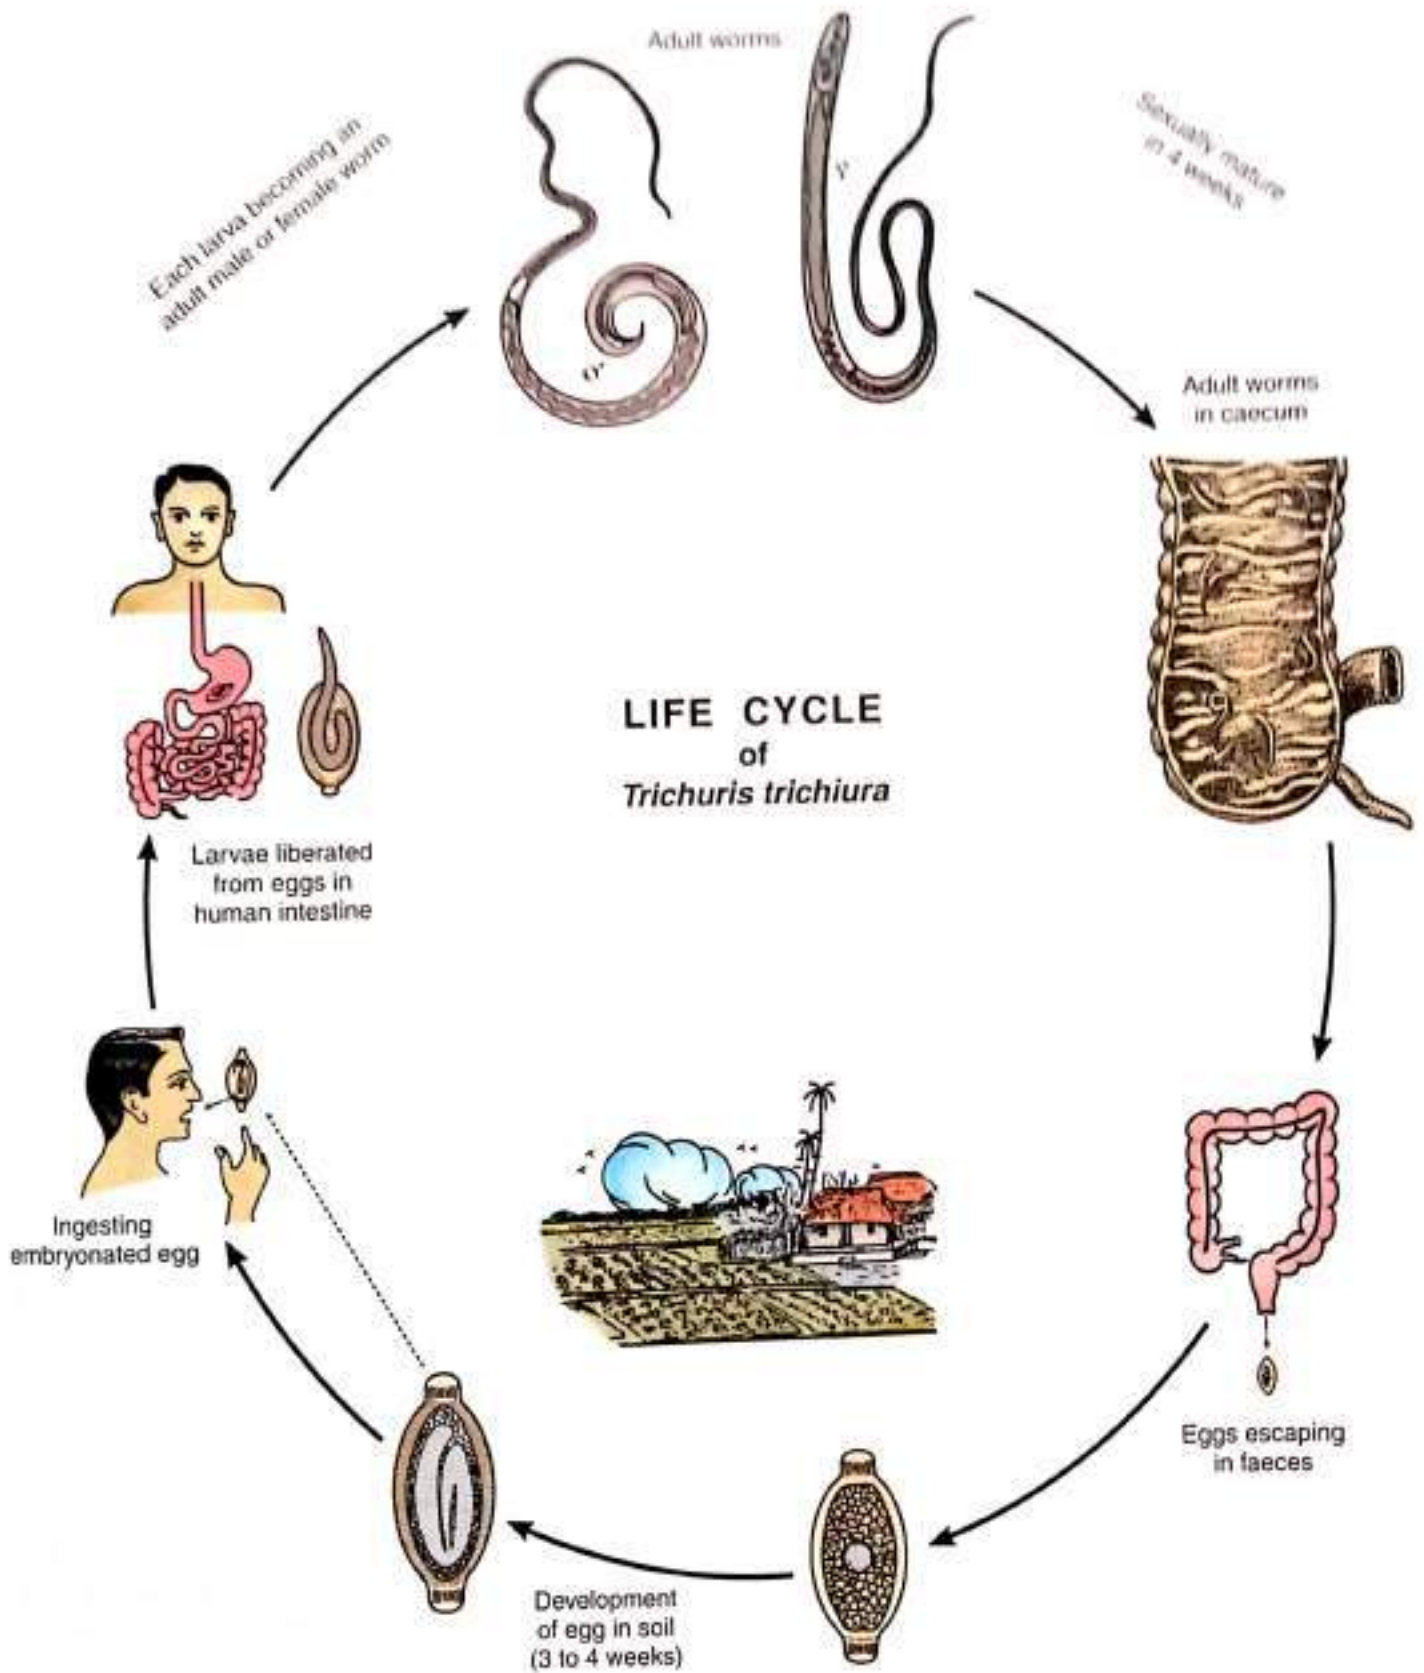 Adult worms
Each larva becoming an
adult male or female worm
Sexually mature
in 4 weeks
Adult worms
in caecum
LIFE CYCLE
of
Trichuris trichiura
Larvae liberated
from eggs in
human intestine
Ingesting
embryonated egg
Eggs escaping
in faeces
Development
of egg in soil
(3 to 4 weeks)